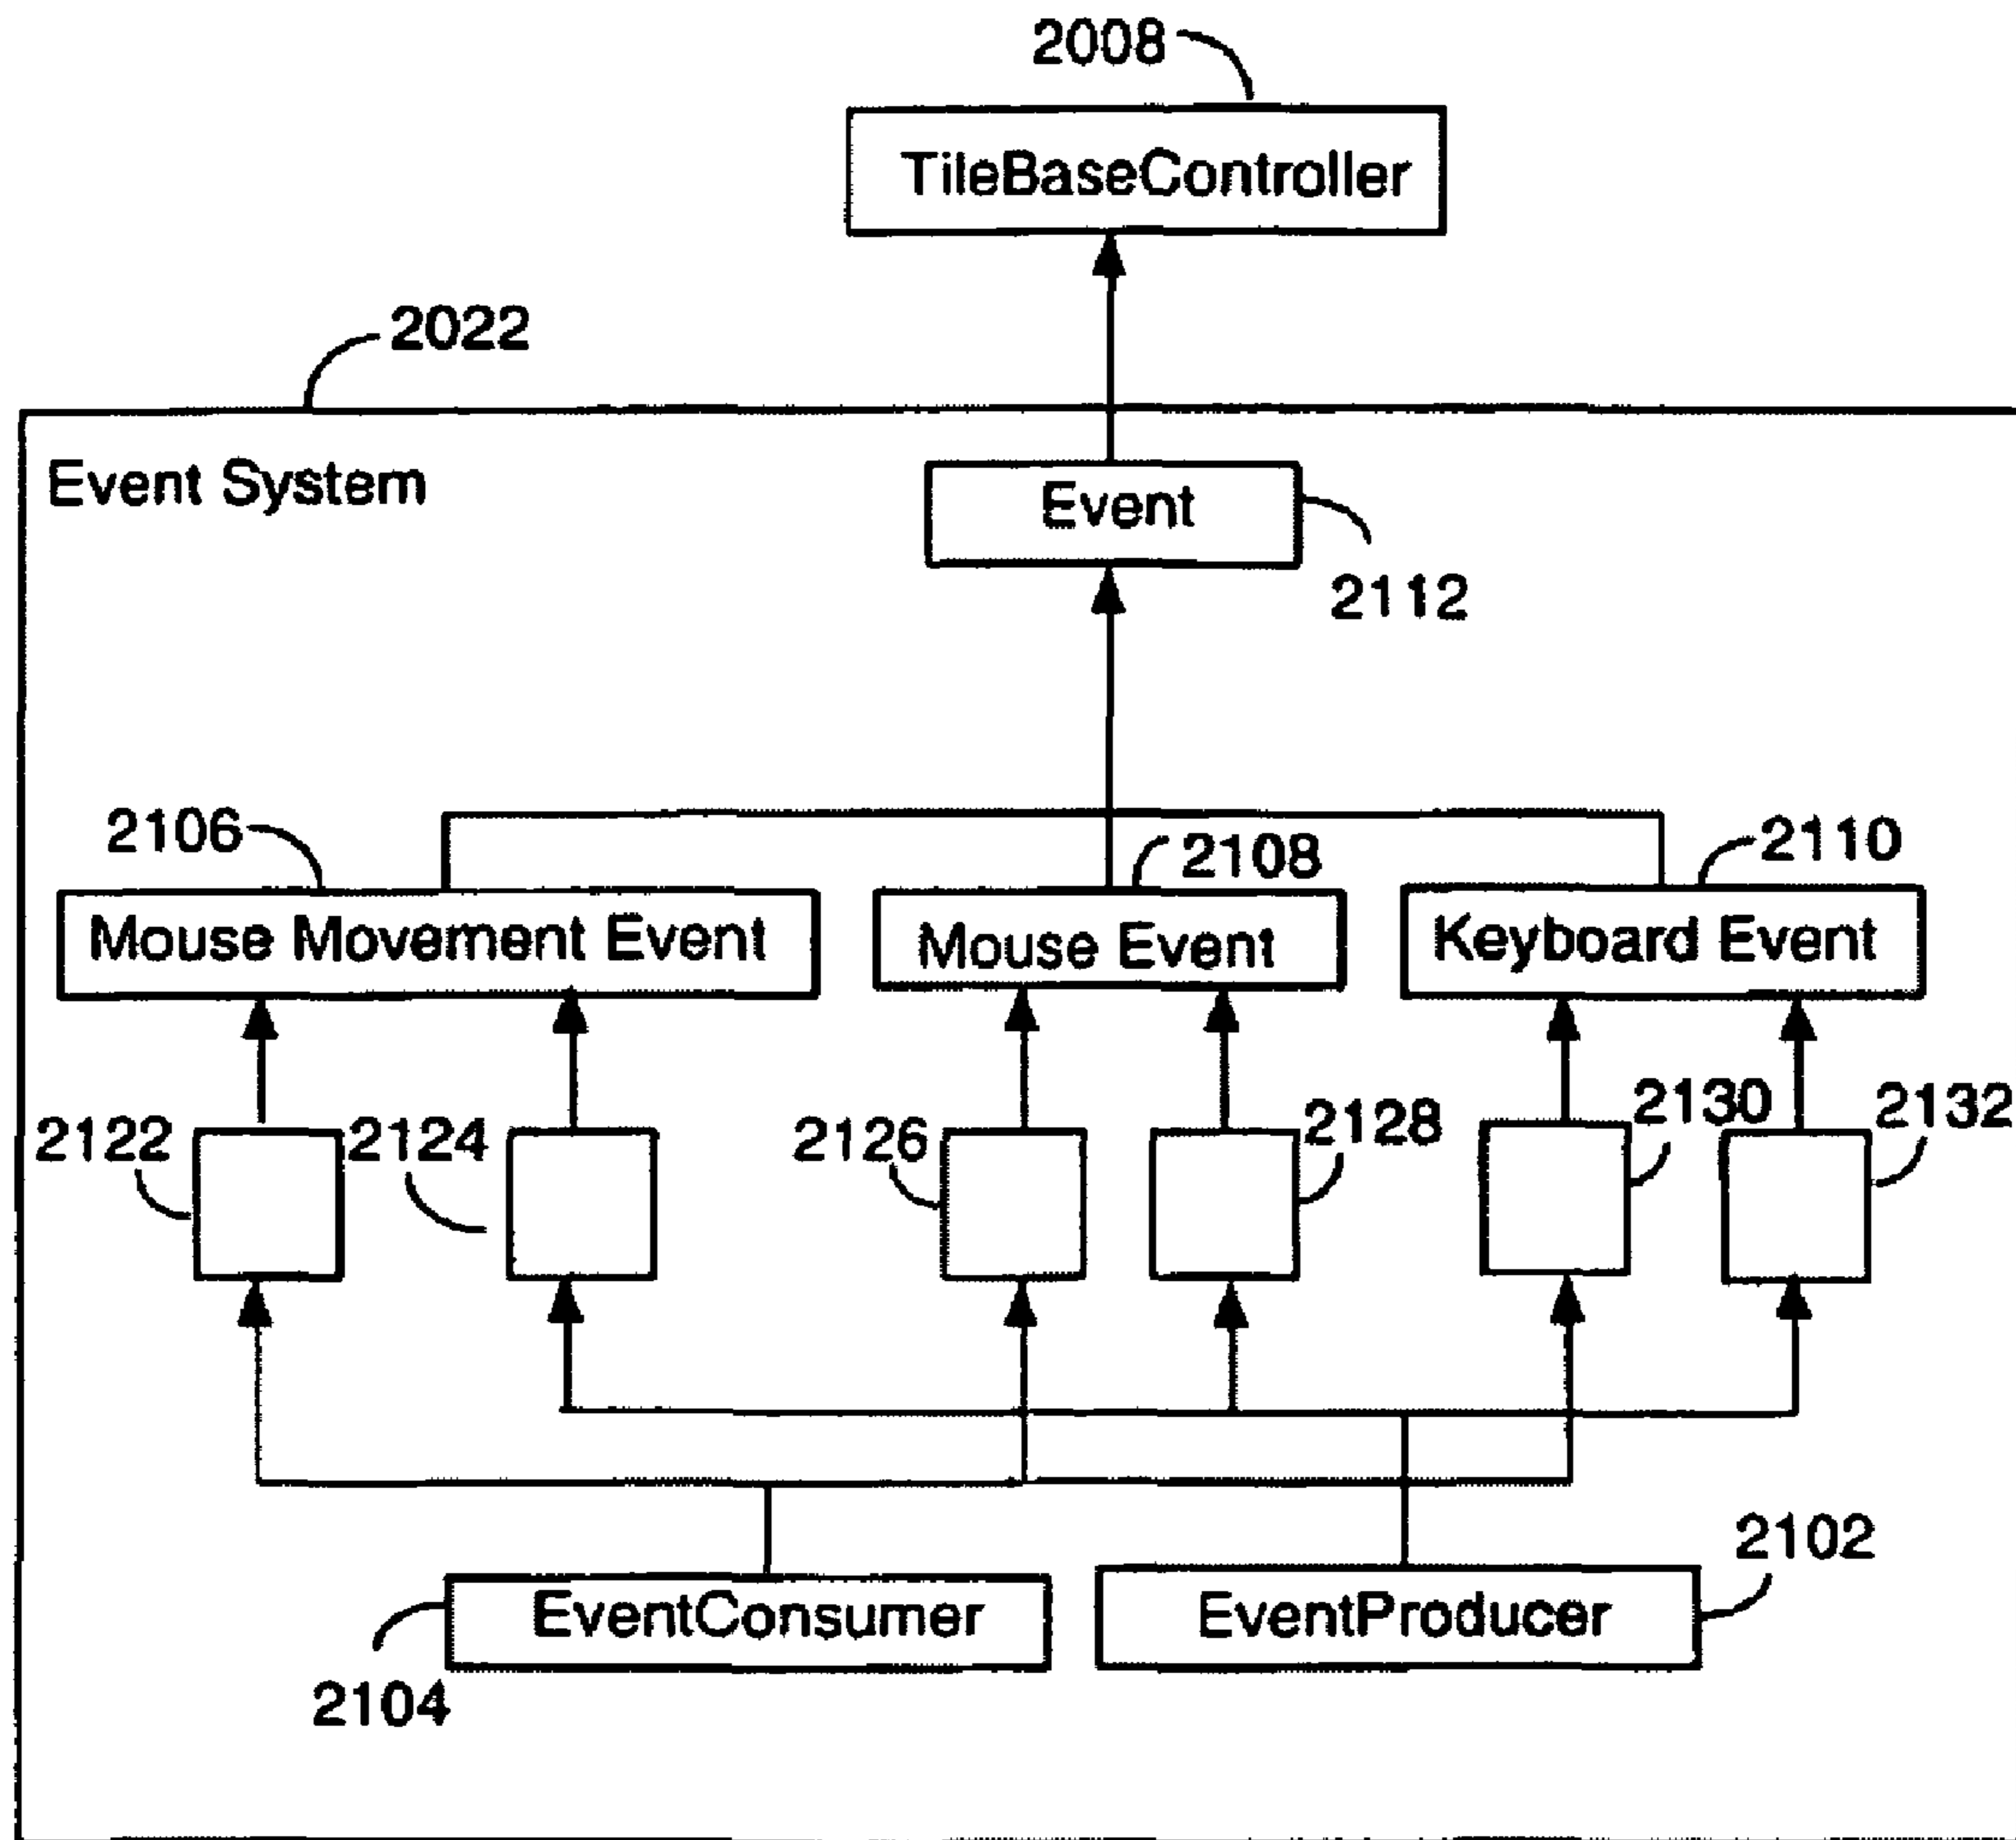 2008
TileBaseController
2022
Event System
Event
2112
2106
2108
2110
Mouse Movement Event
Mouse Event
Keyboard Event
2122
2124
2126
2128
2130
2132
2102
EventConsumer
EventProducer
2104